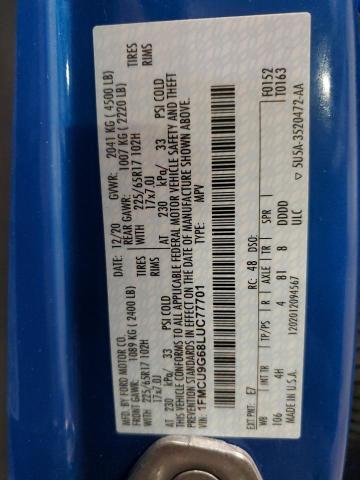 MFD. BY FORD MOTOR CO.
DATE: 12/20 GVWR: 2041 KG ( 4500 LB)
FRONT GAWR: REAR GAWR: 1007 KG ( 2220 LB)
1089 KG ( 2400 LB)
WITH TIRES WITH TIRES
225/65R17 102H 225/65R17 102H
17x7.0J RIMS 17x7.0J RIMS
AT 230 kPa/ 33 PSI COLD AT 230 kPa/ 33 PSI COLD
THIS VEHICLE CONFORMS TO ALL APPLICABLE FEDERAL MOTOR VEHICLE SAFETY AND THEFT
PREVENTION STANDARDS IN EFFECT ON THE DATE OF MANUFACTURE SHOWN ABOVE.
VIN: 1FMCU9G68LUC77701
TYPE: MPV
F0152
T0163
EXT PNT: E7 RC: 48 DSO:
WB INT TR TP/PS R AXLE TR SPR
106 4H 4 B1 8 DDDD
MADE IN U.S.A. 1202012094567 ULC
▽ 5U5A-3520472-AA